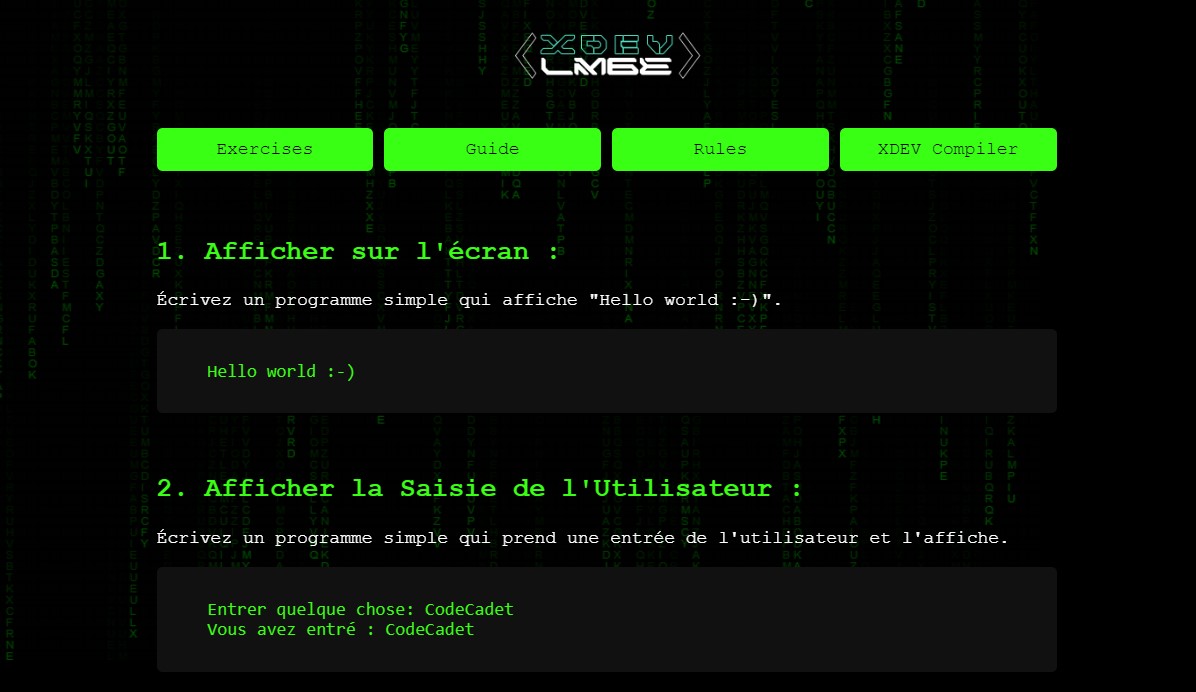 XDEV
LM6E
Exercises
Guide
Rules
XDEV Compiler
1. Afficher sur l'écran :
Écrivez un programme simple qui affiche "Hello world :-)".
Hello world :-)
2. Afficher la Saisie de l'Utilisateur :
Écrivez un programme simple qui prend une entrée de l'utilisateur et l'affiche.
Entrer quelque chose: CodeCadet
Vous avez entré : CodeCadet